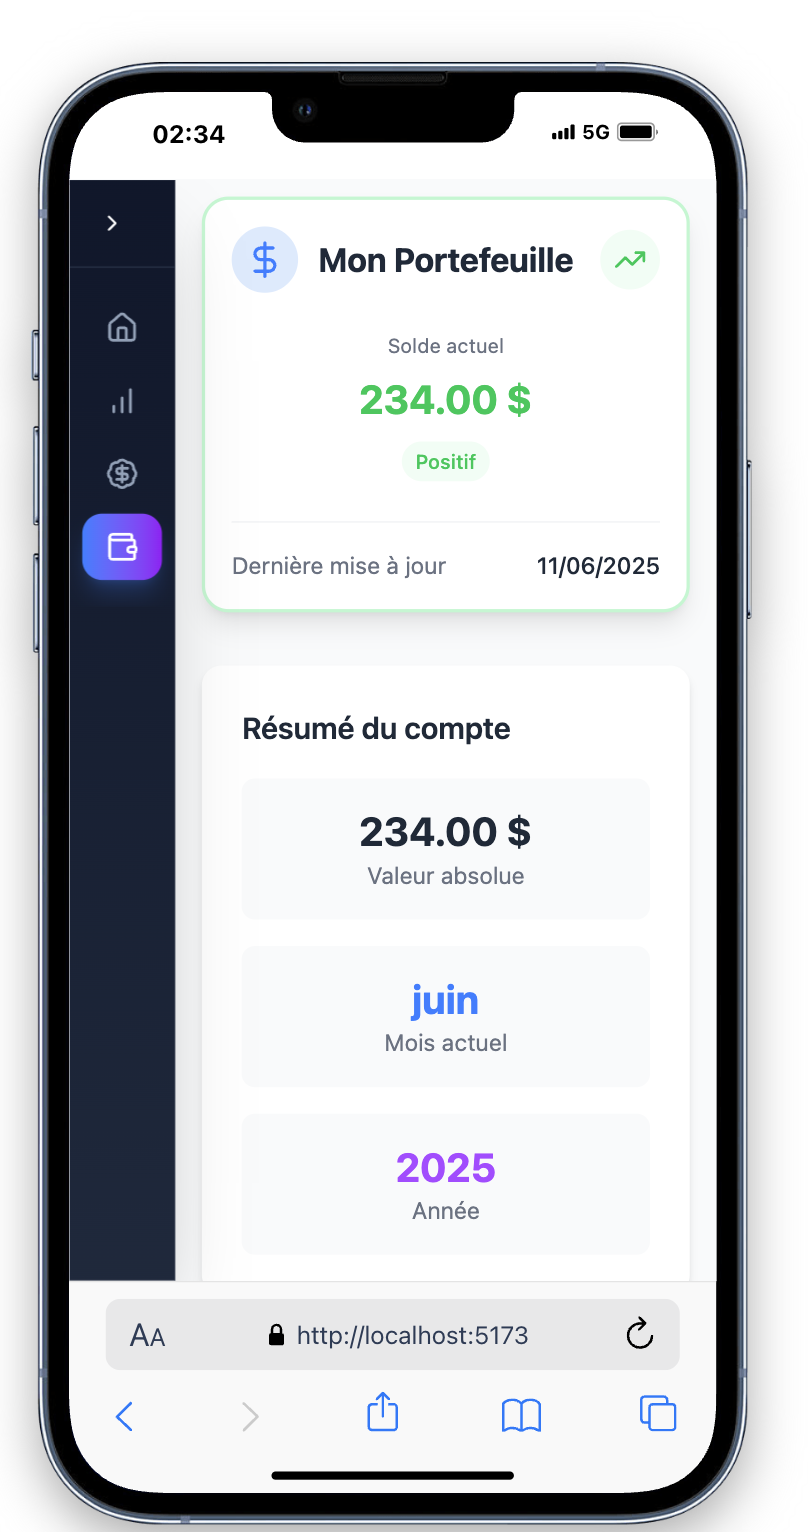 02:34
5G
Mon Portefeuille
Solde actuel
234.00 $
Positif
Dernière mise à jour 11/06/2025
Résumé du compte
234.00 $
Valeur absolue
juin
Mois actuel
2025
Année
AA http://localhost:5173